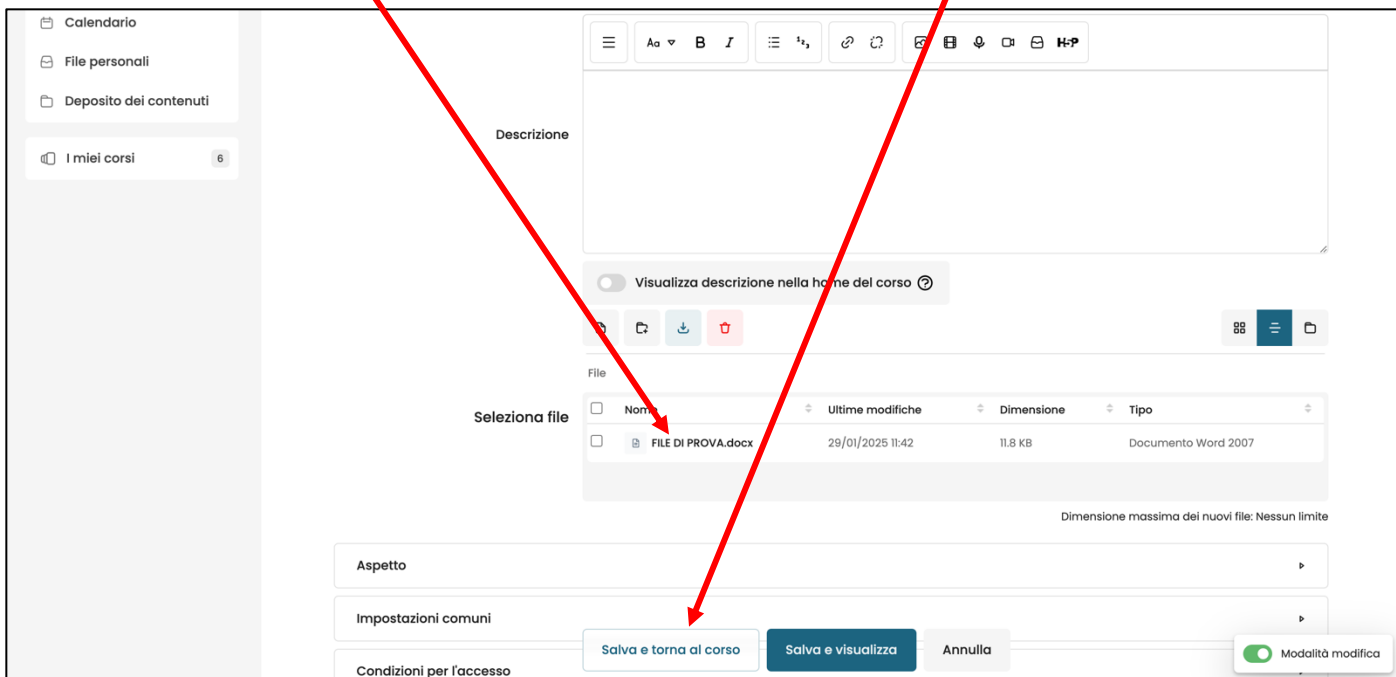 Calendario
File personali
Deposito dei contenuti
I miei corsi 6
Aa B I H5P
Descrizione
Visualizza descrizione nella home del corso
File
Seleziona file
Nome Ultime modifiche Dimensione Tipo
FILE DI PROVA.docx 29/01/2025 11:42 11.8 KB Documento Word 2007
Dimensione massima dei nuovi file: Nessun limite
Aspetto
Impostazioni comuni
Salva e torna al corso Salva e visualizza Annulla
Modalità modifica
Condizioni per l'accesso